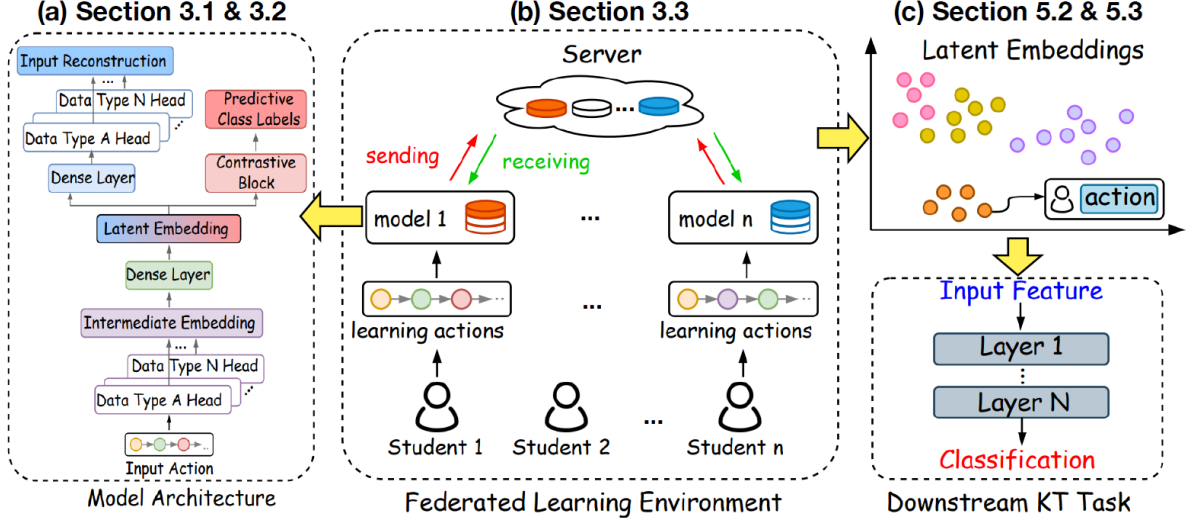 (a) Section 3.1 & 3.2
Input Reconstruction
...
Data Type N Head
...
Data Type A Head
Predictive
Class Labels
Dense Layer
Contrastive
Block
Latent Embedding
Dense Layer
Intermediate Embedding
...
Data Type N Head
...
Data Type A Head
Input Action
Model Architecture
(b) Section 3.3
Server
...
sending
receiving
model 1
...
model n
learning actions
...
learning actions
Student 1
Student 2
...
Student n
Federated Learning Environment
(c) Section 5.2 & 5.3
Latent Embeddings
action
Input Feature
Layer 1
Layer N
Classification
Downstream KT Task